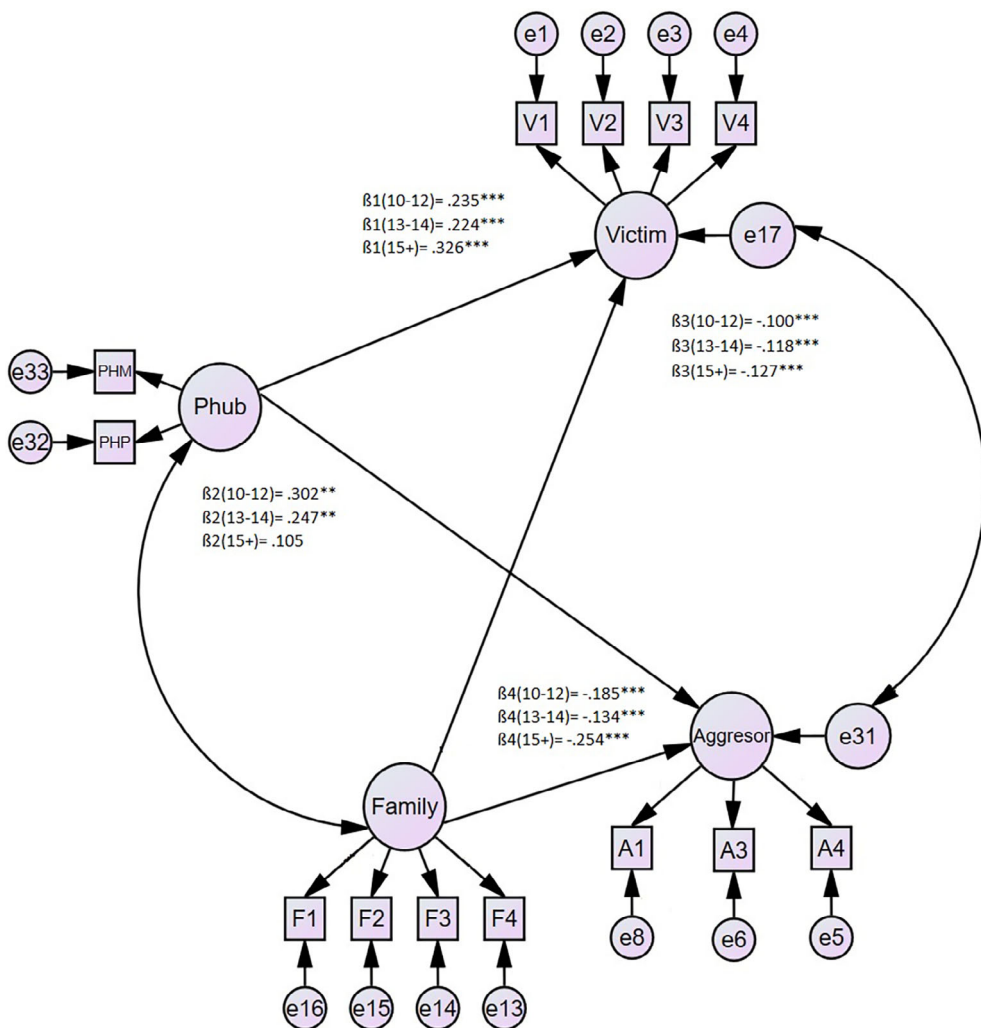 e1 e2 e3 e4
V1 V2 V3 V4
ß1(10-12)= .235***
ß1(13-14)= .224***
ß1(15+)= .326***
Victim
e17
ß3(10-12)= -.100***
ß3(13-14)= -.118***
ß3(15+)= -.127***
e33 PHM
Phub
e32 PHP
ß2(10-12)= .302**
ß2(13-14)= .247**
ß2(15+)= .105
ß4(10-12)= -.185***
ß4(13-14)= -.134***
ß4(15+)= -.254***
Aggresor
e31
Family
A1 A3 A4
F1 F2 F3 F4
e8 e6 e5
e16 e15 e14 e13